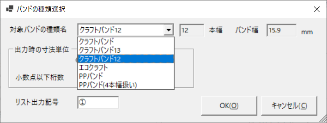 バンドの種類選択
対象バンドの種類名 クラフトバンド12 12 本幅 バンド幅 15.9 mm
クラフトバンド
クラフトバンド13
クラフトバンド12
エコクラフト
PPバンド
PPバンド(4本幅扱い)
出力時の寸法単位
小数点以下桁数
リスト出力記号 ①
OK(O) キャンセル(C)